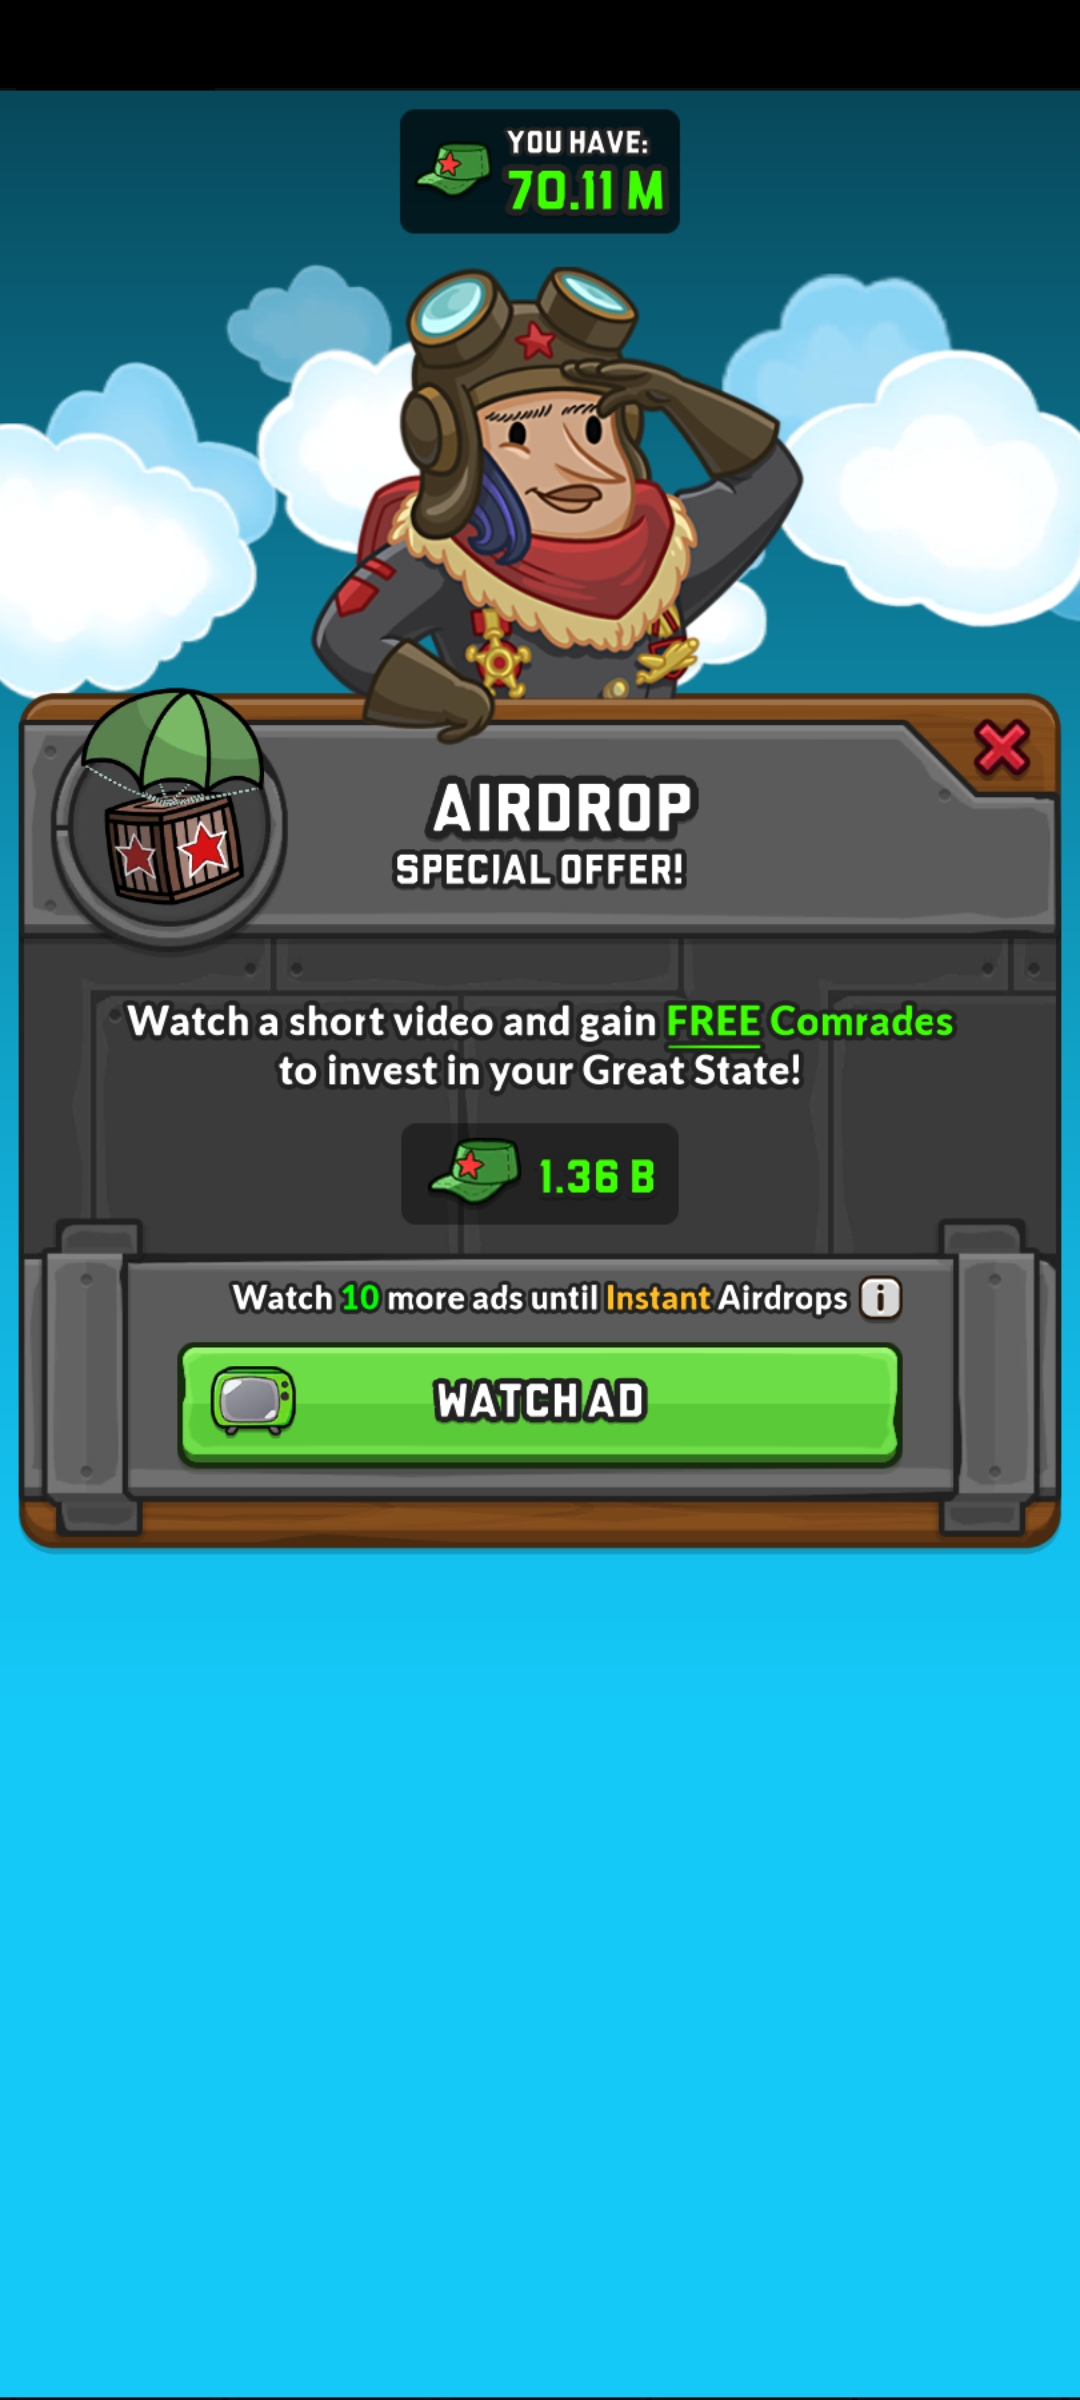 YOU HAVE:
70.11 M
AIRDROP
SPECIAL OFFER!
Watch a short video and gain FREE Comrades
to invest in your Great State!
1.36 B
Watch 10 more ads until Instant Airdrops i
WATCH AD